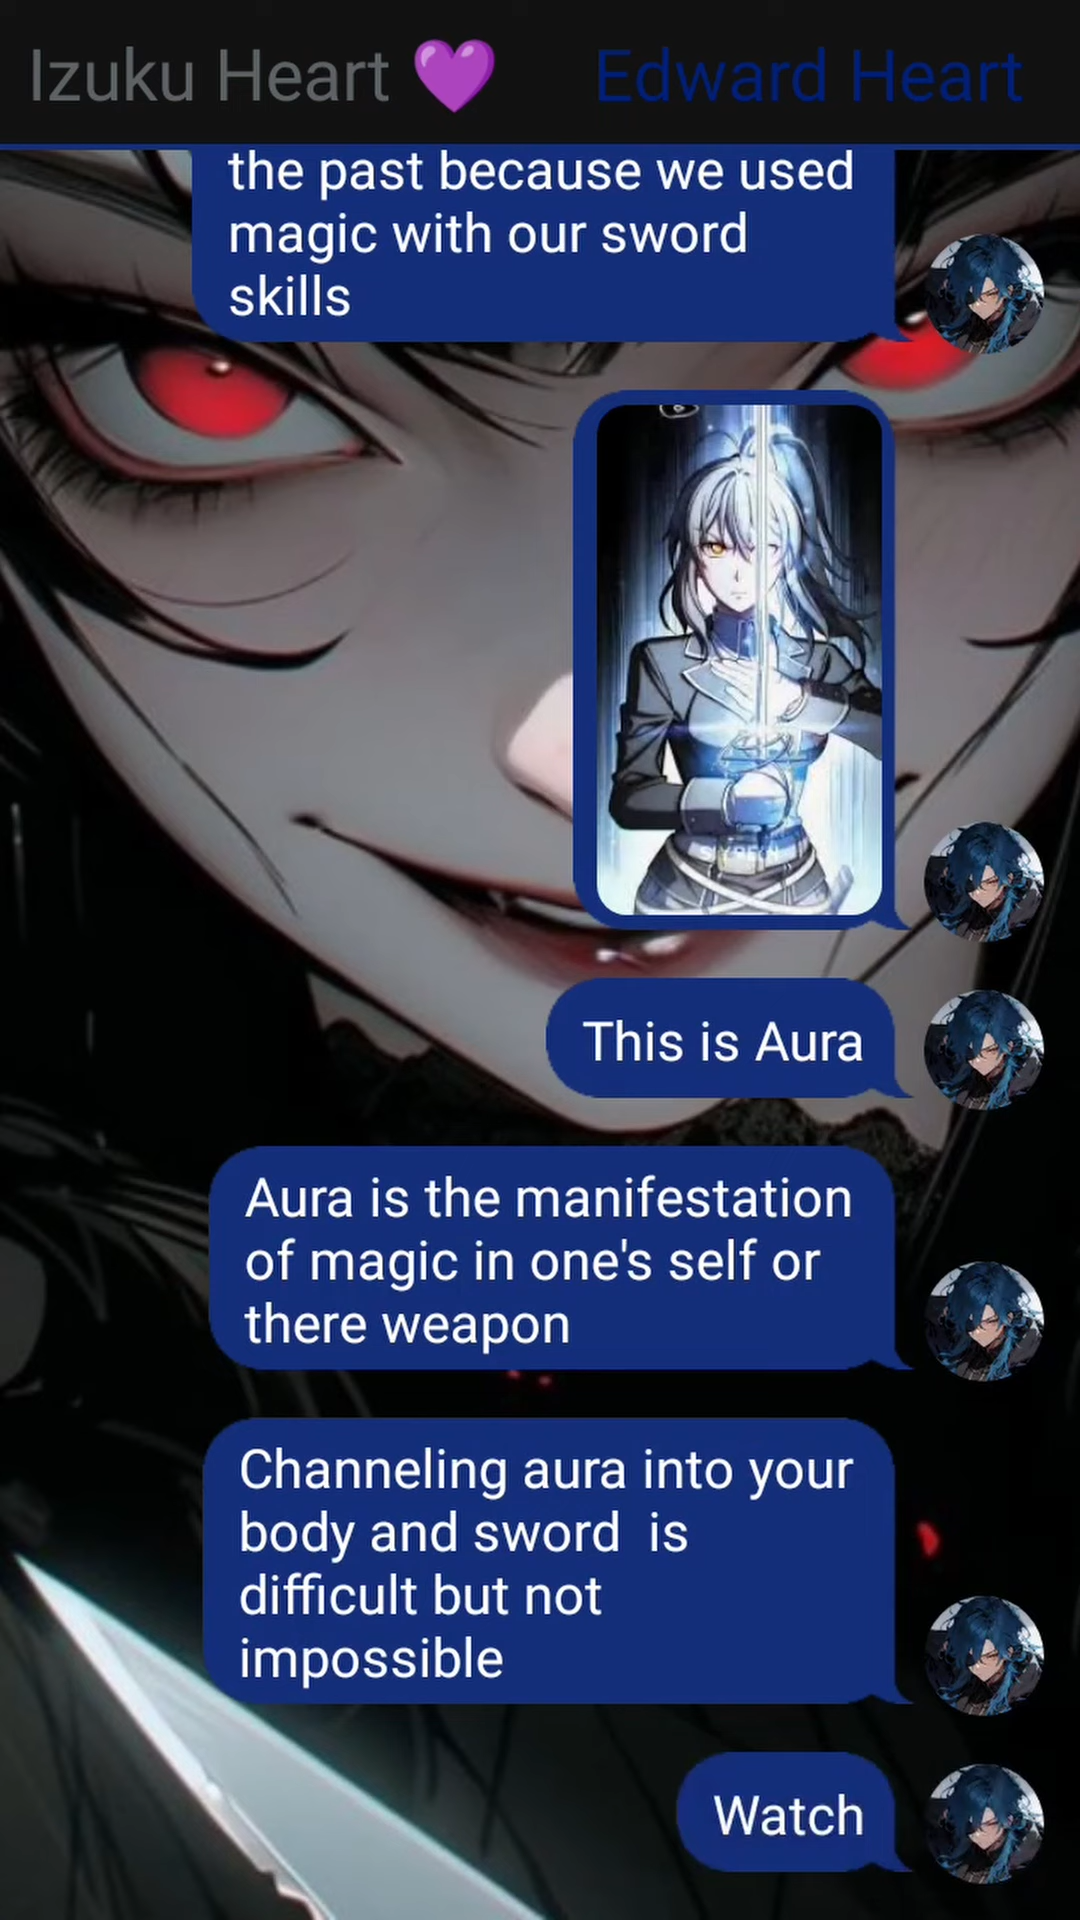 Izuku Heart 💜 Edward Heart
the past because we used
magic with our sword
skills
This is Aura
Aura is the manifestation
of magic in one's self or
there weapon
Channeling aura into your
body and sword  is
difficult but not
impossible
Watch